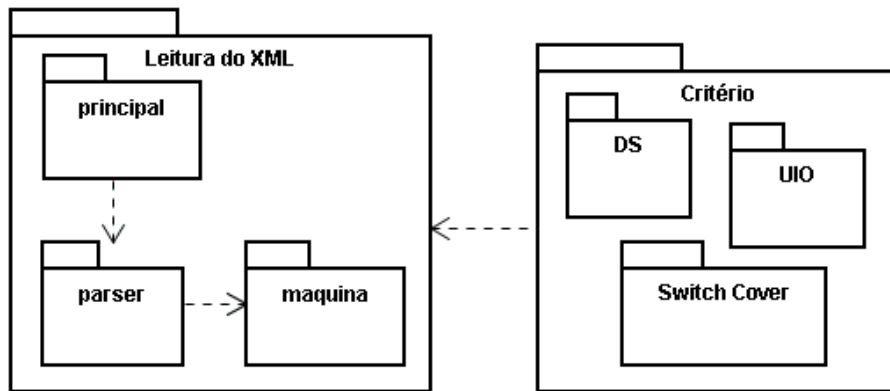 Leitura do XML
principal
parser
maquina
Critério
DS
UIO
Switch Cover